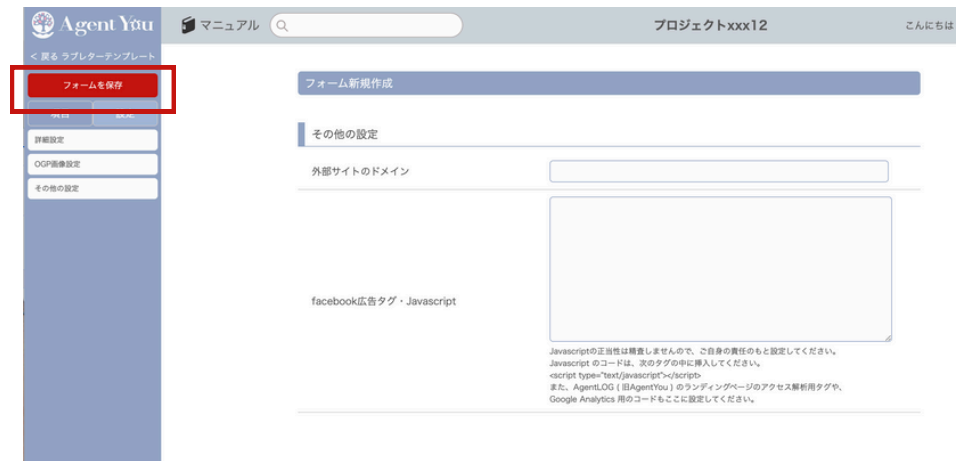 Agent You
マニュアル
プロジェクトxxx12
こんにちは
< 戻る ラブレターテンプレート
フォームを保存
項目
設定
詳細設定
OGP画像設定
その他の設定
フォーム新規作成
その他の設定
外部サイトのドメイン
facebook広告タグ・Javascript
Javascriptの正当性は精査しませんので、ご自身の責任のもと設定してください。
Javascript のコードは、次のタグの中に挿入してください。
<script type="text/javascript"></script>
また、AgentLOG ( 旧AgentYou ) のランディングページのアクセス解析用タグや、
Google Analytics 用のコードもここに設定してください。